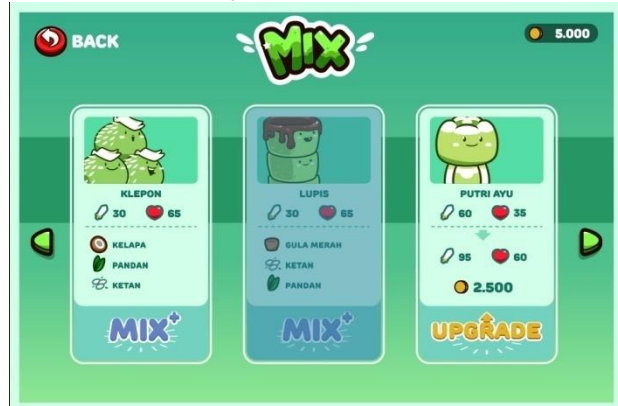 BACK
MIX
5.000
KLEPON
30 65
KELAPA
PANDAN
KETAN
MIX+
LUPIS
30 65
GULA MERAH
KETAN
PANDAN
MIX+
PUTRI AYU
60 35
95 60
2.500
UPGRADE